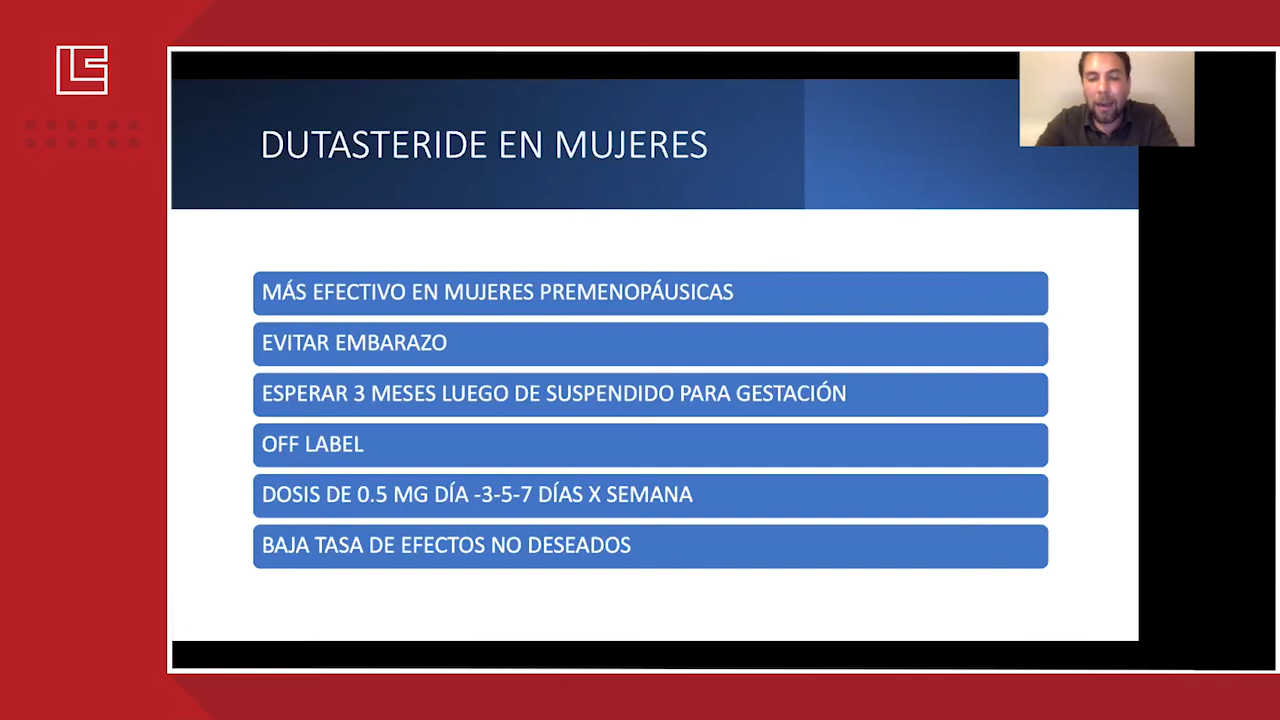 DUTASTERIDE EN MUJERES
MÁS EFECTIVO EN MUJERES PREMENOPÁUSICAS
EVITAR EMBARAZO
ESPERAR 3 MESES LUEGO DE SUSPENDIDO PARA GESTACIÓN
OFF LABEL
DOSIS DE 0.5 MG DÍA -3-5-7 DÍAS X SEMANA
BAJA TASA DE EFECTOS NO DESEADOS